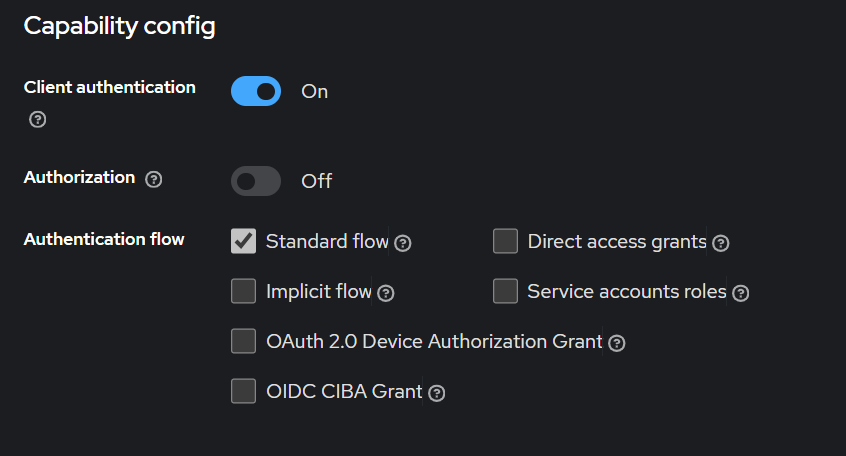 Capability config
Client authentication
On
Authorization
Off
Authentication flow
Standard flow
Direct access grants
Implicit flow
Service accounts roles
OAuth 2.0 Device Authorization Grant
OIDC CIBA Grant